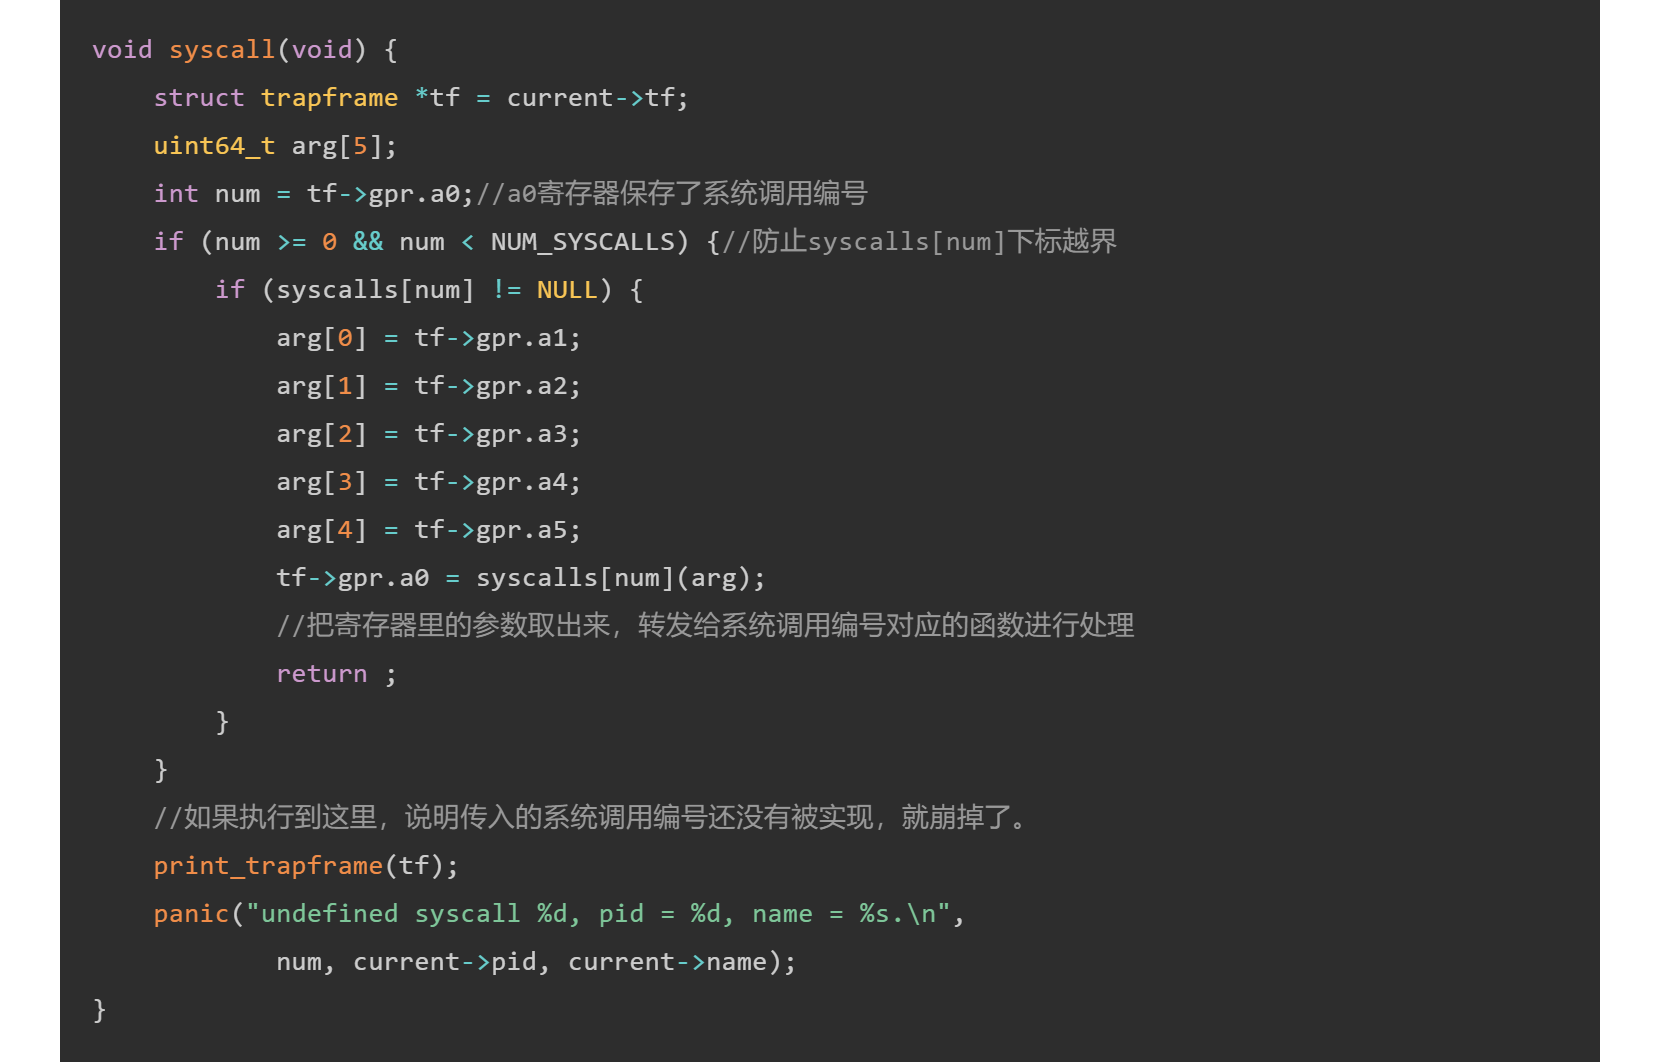 void syscall(void) {
    struct trapframe *tf = current->tf;
    uint64_t arg[5];
    int num = tf->gpr.a0;//a0寄存器保存了系统调用编号
    if (num >= 0 && num < NUM_SYSCALLS) {//防止syscalls[num]下标越界
        if (syscalls[num] != NULL) {
            arg[0] = tf->gpr.a1;
            arg[1] = tf->gpr.a2;
            arg[2] = tf->gpr.a3;
            arg[3] = tf->gpr.a4;
            arg[4] = tf->gpr.a5;
            tf->gpr.a0 = syscalls[num](arg);
            //把寄存器里的参数取出来，转发给系统调用编号对应的函数进行处理
            return ;
        }
    }
    //如果执行到这里，说明传入的系统调用编号还没有被实现，就崩掉了。
    print_trapframe(tf);
    panic("undefined syscall %d, pid = %d, name = %s.\n",
            num, current->pid, current->name);
}